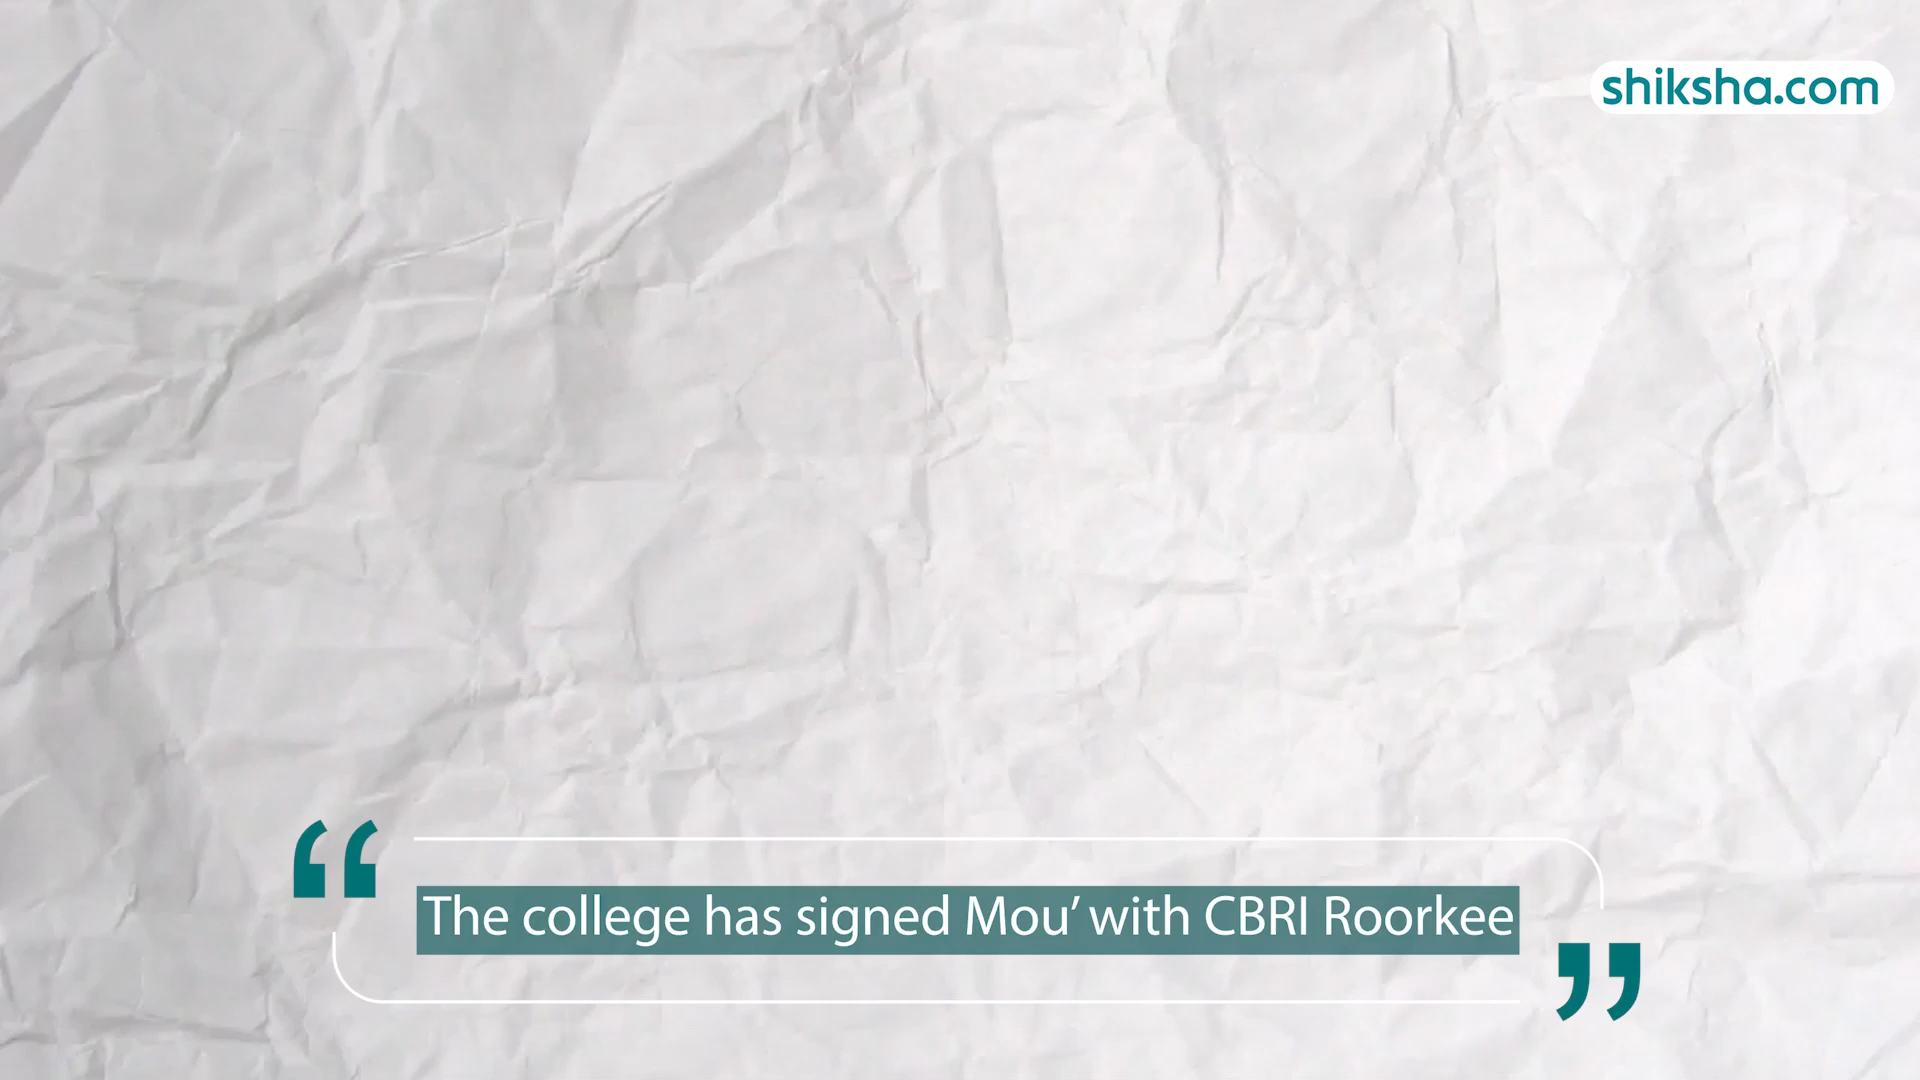 shiksha.com
“
The college has signed Mou’ with CBRI Roorkee
”